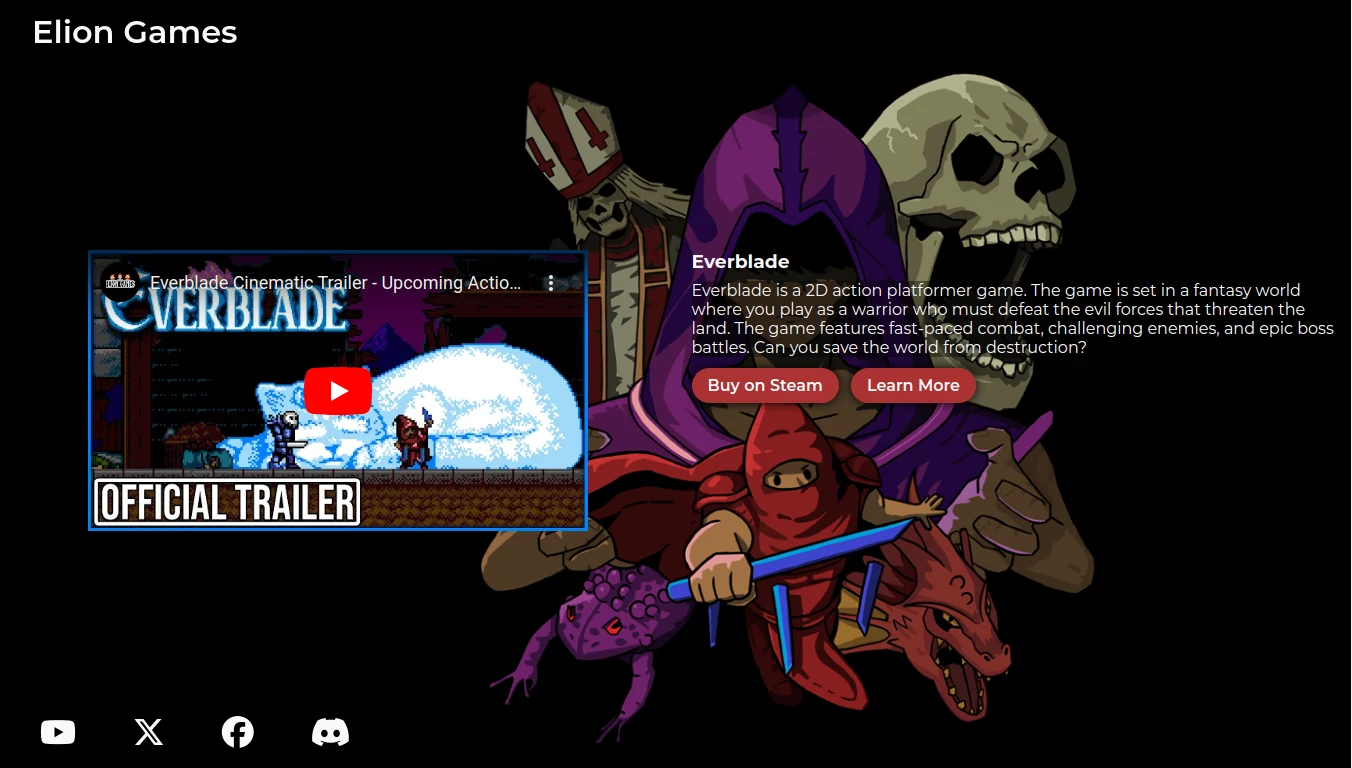 Elion Games
Everblade Cinematic Trailer - Upcoming Actio...
EVERBLADE
OFFICIAL TRAILER
Everblade
Everblade is a 2D action platformer game. The game is set in a fantasy world
where you play as a warrior who must defeat the evil forces that threaten the
land. The game features fast-paced combat, challenging enemies, and epic boss
battles. Can you save the world from destruction?
Buy on Steam
Learn More